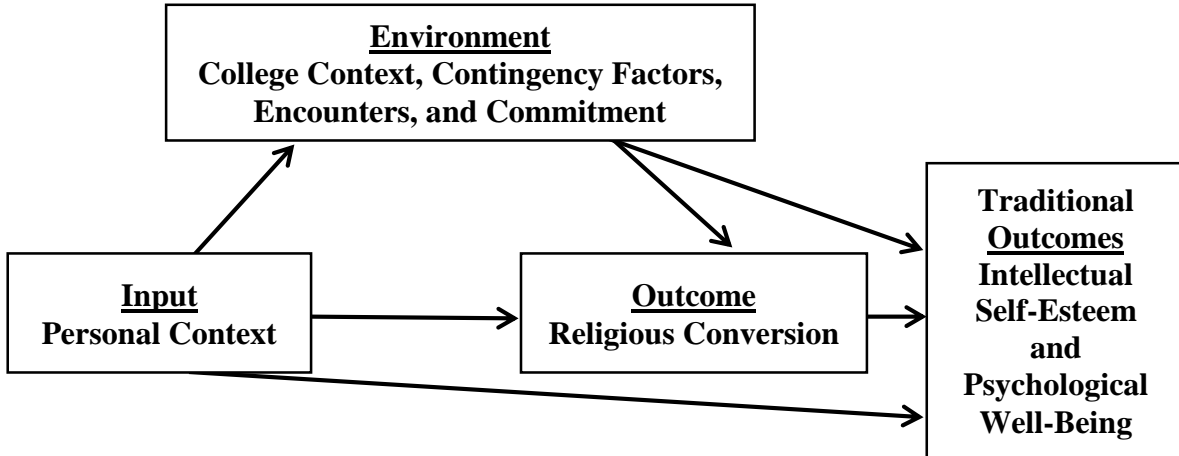 Environment
College Context, Contingency Factors,
Encounters, and Commitment
Input
Personal Context
Outcome
Religious Conversion
Traditional
Outcomes
Intellectual
Self-Esteem
and
Psychological
Well-Being